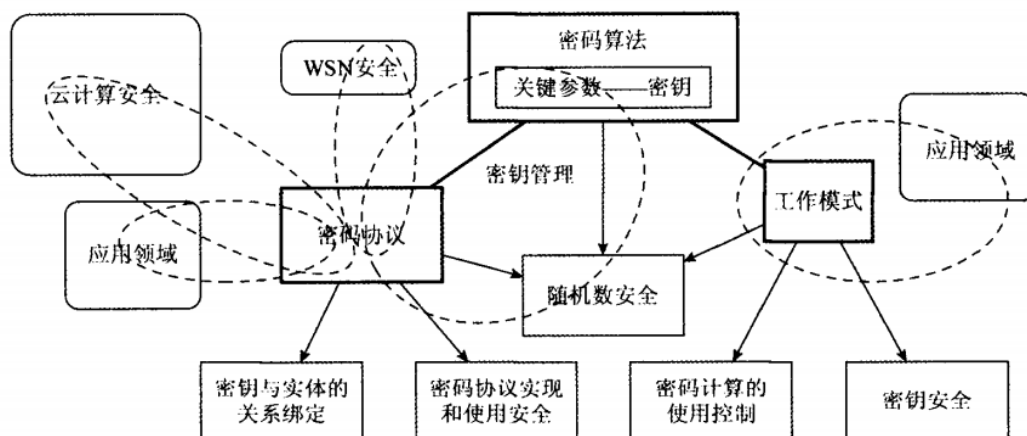 密码算法
关键参数——密钥
WSN安全
云计算安全
应用领域
密钥管理
工作模式
密码协议
应用领域
随机数安全
密钥与实体的
关系绑定
密码协议实现
和使用安全
密码计算的
使用控制
密钥安全